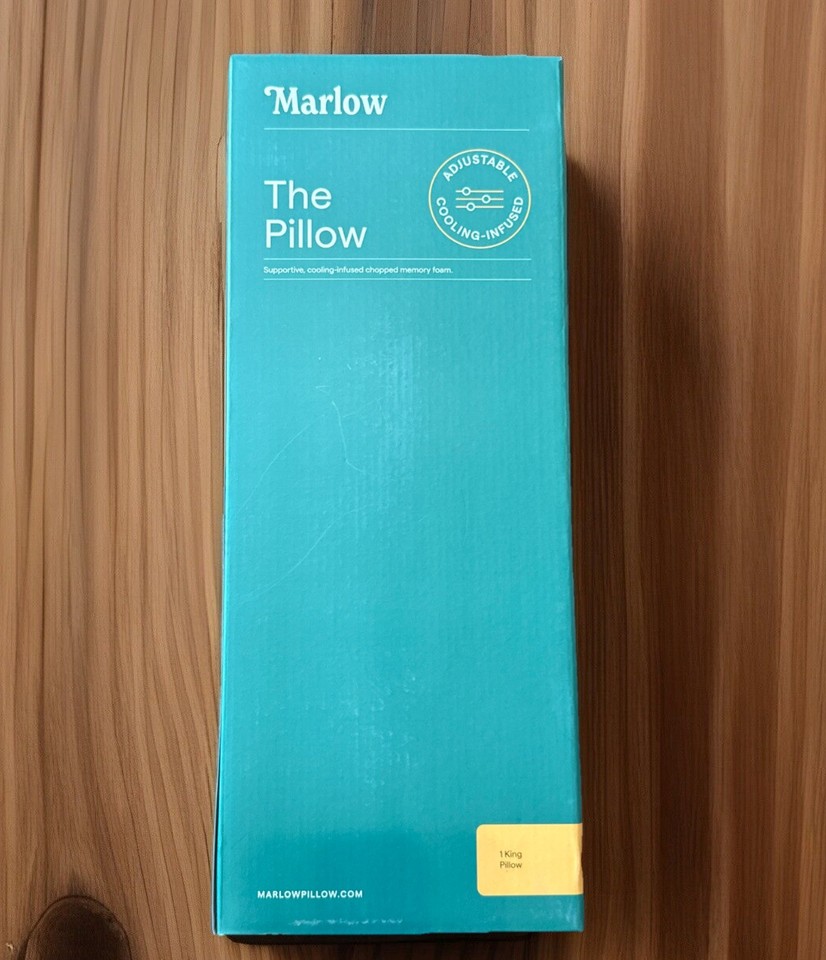 Marlow
ADJUSTABLE
COOLING-INFUSED
The
Pillow
Supportive, cooling-infused chopped memory foam.
1 King
Pillow
MARLOWPILLOW.COM